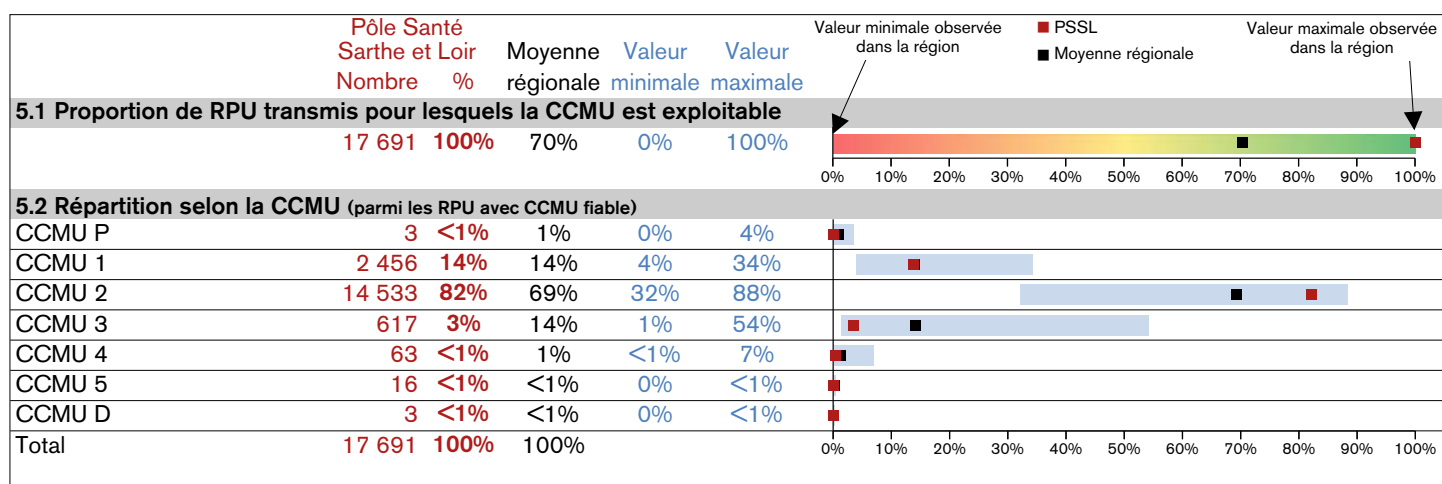 Pôle Santé
Sarthe et Loir Moyenne Valeur Valeur
Nombre % régionale minimale maximale
Valeur minimale observée
dans la région
PSSL
Moyenne régionale
Valeur maximale observée
dans la région
5.1 Proportion de RPU transmis pour lesquels la CCMU est exploitable
17 691 100% 70% 0% 100%
0% 10% 20% 30% 40% 50% 60% 70% 80% 90% 100%
5.2 Répartition selon la CCMU (parmi les RPU avec CCMU fiable)
CCMU P 3 <1% 1% 0% 4%
CCMU 1 2 456 14% 14% 4% 34%
CCMU 2 14 533 82% 69% 32% 88%
CCMU 3 617 3% 14% 1% 54%
CCMU 4 63 <1% 1% <1% 7%
CCMU 5 16 <1% <1% 0% <1%
CCMU D 3 <1% <1% 0% <1%
Total 17 691 100% 100%
0% 10% 20% 30% 40% 50% 60% 70% 80% 90% 100%